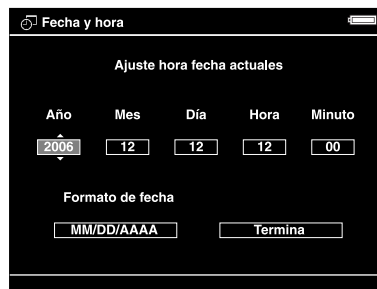 Fecha y hora
Ajuste hora fecha actuales
Año Mes Día Hora Minuto
2006 12 12 12 00
Formato de fecha
MM/DD/AAAA Termina